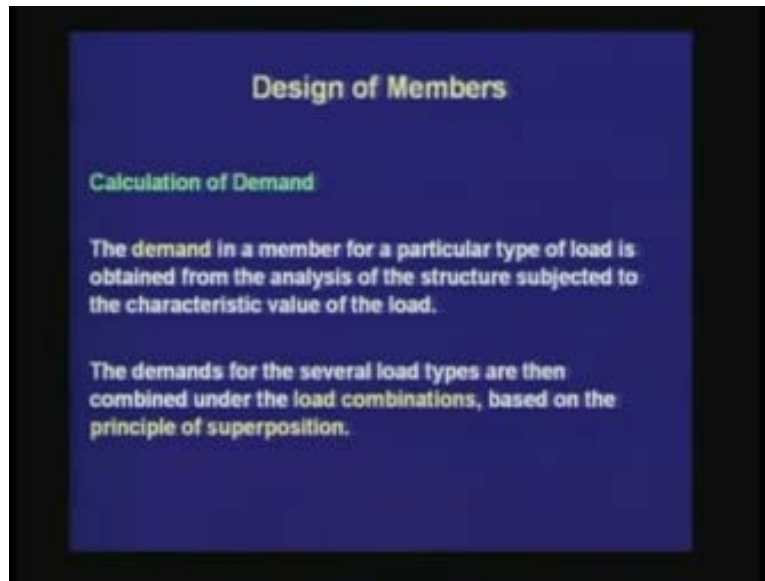 Design of Members
Calculation of Demand
The demand in a member for a particular type of load is
obtained from the analysis of the structure subjected to
the characteristic value of the load.
The demands for the several load types are then
combined under the load combinations, based on the
principle of superposition.